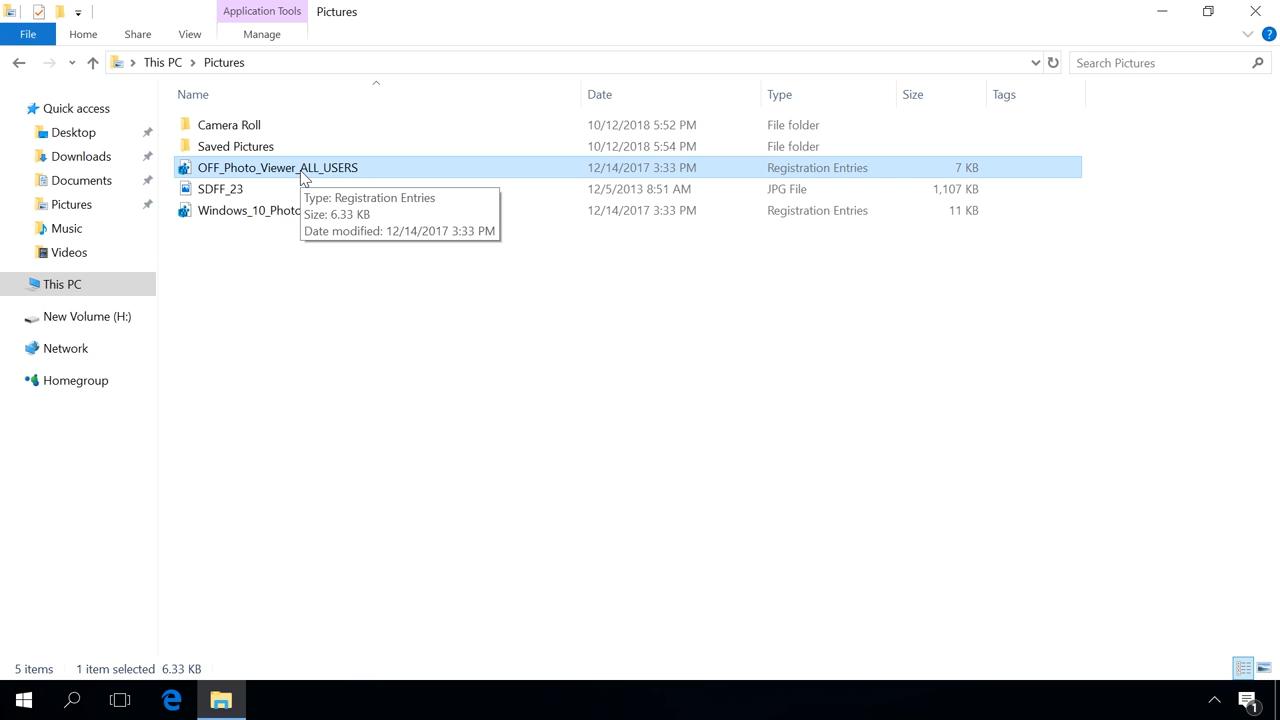 Application Tools Pictures
File Home Share View Manage
This PC Pictures Search Pictures
Name Date Type Size Tags
Quick access
Desktop
Downloads
Documents
Pictures
Music
Videos
This PC
New Volume (H:)
Network
Homegroup
Camera Roll 10/12/2018 5:52 PM File folder
Saved Pictures 10/12/2018 5:54 PM File folder
OFF_Photo_Viewer_ALL_USERS 12/14/2017 3:33 PM Registration Entries 7 KB
SDFF_23 12/5/2013 8:51 AM JPG File 1,107 KB
Windows_10_Photo 12/14/2017 3:33 PM Registration Entries 11 KB
Type: Registration Entries
Size: 6.33 KB
Date modified: 12/14/2017 3:33 PM
5 items 1 item selected 6.33 KB
1